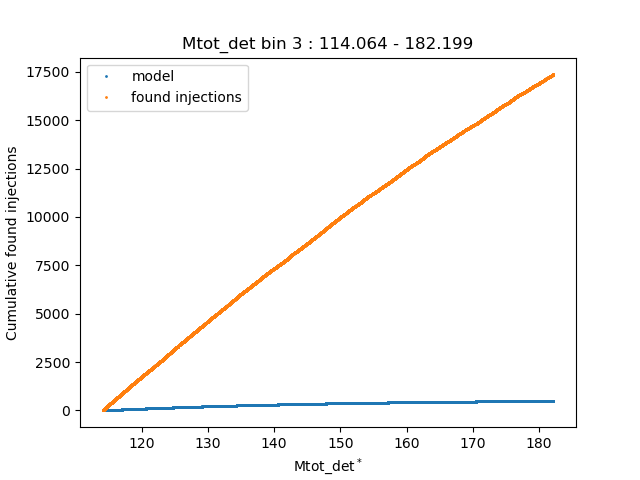 Mtot_det bin 3 : 114.064 - 182.199
model
found injections
Cumulative found injections
17500
15000
12500
10000
7500
5000
2500
0
120 130 140 150 160 170 180
Mtot_det*